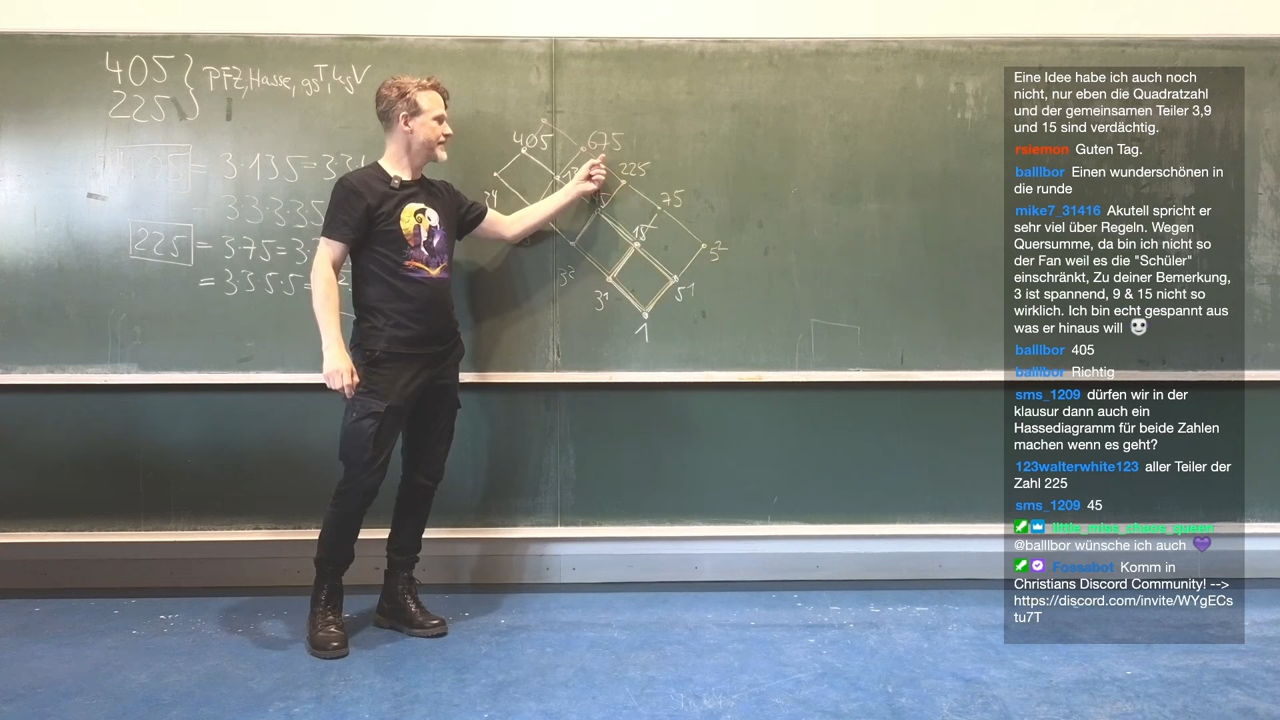 405
225
PFZ, Hasse, gsT, kgV
= 3·135 = 3·3
= 3·3·3·3·5
225 = 3·75 = 3·
= 3·3·5·5 =
405
675
225
75
15
3²
3¹
5¹
5²
1
Eine Idee habe ich auch noch
nicht, nur eben die Quadratzahl
und der gemeinsamen Teiler 3,9
und 15 sind verdächtig.
rsiemon Guten Tag.
balllbor Einen wunderschönen in
die runde
mike7_31416 Akutell spricht er
sehr viel über Regeln. Wegen
Quersumme, da bin ich nicht so
der Fan weil es die "Schüler"
einschränkt, Zu deiner Bemerkung,
3 ist spannend, 9 & 15 nicht so
wirklich. Ich bin echt gespannt aus
was er hinaus will
balllbor 405
balllbor Richtig
sms_1209 dürfen wir in der
klausur dann auch ein
Hassediagramm für beide Zahlen
machen wenn es geht?
123walterwhite123 aller Teiler der
Zahl 225
sms_1209 45
little_miss_chaos_queen
@balllbor wünsche ich auch
Fossabot Komm in
Christians Discord Community! -->
https://discord.com/invite/WYgECs
tu7T